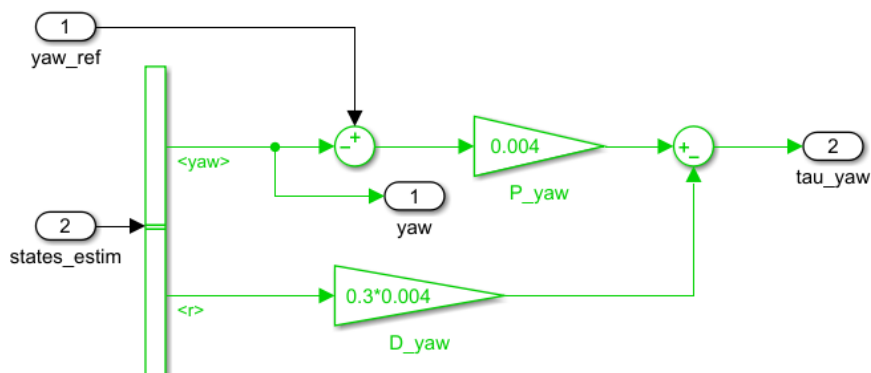 1
yaw_ref
<yaw>
−+
0.004
P_yaw
+−
2
tau_yaw
1
yaw
2
states_estim
<r>
0.3*0.004
D_yaw